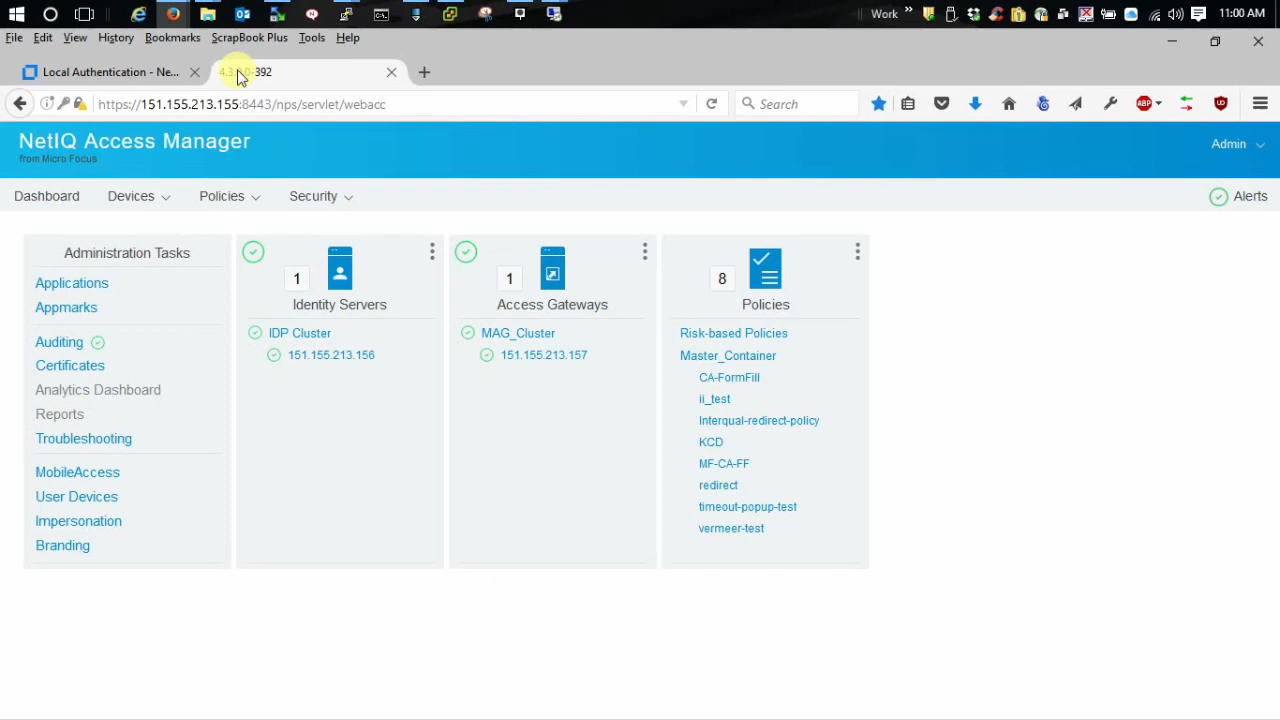 Work »
11:00 AM
File Edit View History Bookmarks ScrapBook Plus Tools Help
Local Authentication - Ne...
392
https://151.155.213.155:8443/nps/servlet/webacc
Search
ABP
NetIQ Access Manager
from Micro Focus
Admin
Dashboard Devices Policies Security
Alerts
Administration Tasks
Applications
Appmarks
Auditing
Certificates
Analytics Dashboard
Reports
Troubleshooting
MobileAccess
User Devices
Impersonation
Branding
1
Identity Servers
IDP Cluster
151.155.213.156
1
Access Gateways
MAG_Cluster
151.155.213.157
8
Policies
Risk-based Policies
Master_Container
CA-FormFill
ii_test
Interqual-redirect-policy
KCD
MF-CA-FF
redirect
timeout-popup-test
vermeer-test